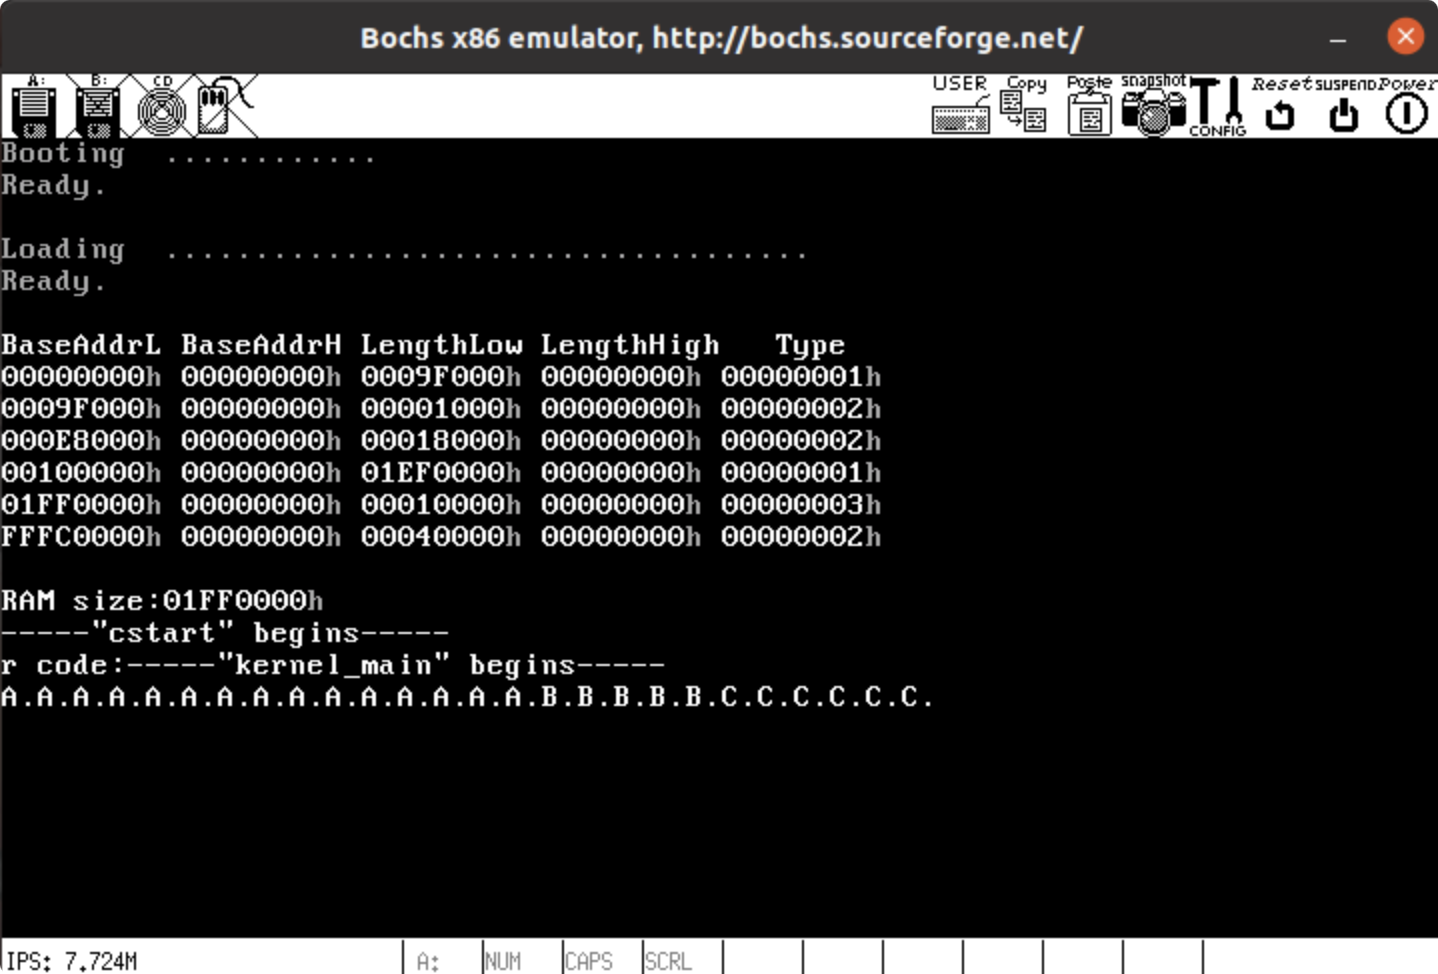 Bochs x86 emulator, http://bochs.sourceforge.net/
A: B: CD USER Copy Paste snapshot CONFIG Reset SUSPEND Power
Booting ............
Ready.
Loading ....................................
Ready.
BaseAddrL BaseAddrH LengthLow LengthHigh Type
00000000h 00000000h 0009F000h 00000000h 00000001h
0009F000h 00000000h 00001000h 00000000h 00000002h
000E8000h 00000000h 00018000h 00000000h 00000002h
00100000h 00000000h 01EF0000h 00000000h 00000001h
01FF0000h 00000000h 00010000h 00000000h 00000003h
FFFC0000h 00000000h 00040000h 00000000h 00000002h
RAM size:01FF0000h
-----"cstart" begins-----
r code:-----"kernel_main" begins-----
A.A.A.A.A.A.A.A.A.A.A.A.A.A.A.B.B.B.B.B.C.C.C.C.C.C.
IPS: 7.724M A: NUM CAPS SCRL